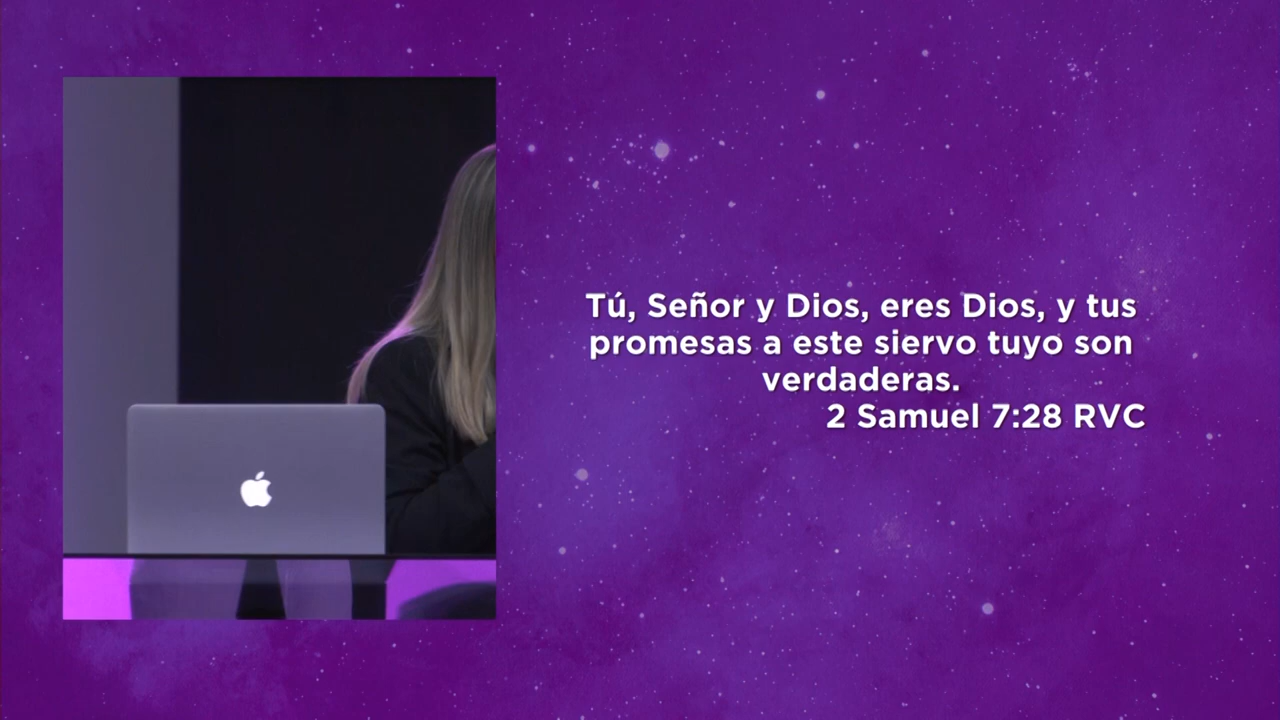 Tú, Señor y Dios, eres Dios, y tus
promesas a este siervo tuyo son
verdaderas.
2 Samuel 7:28 RVC